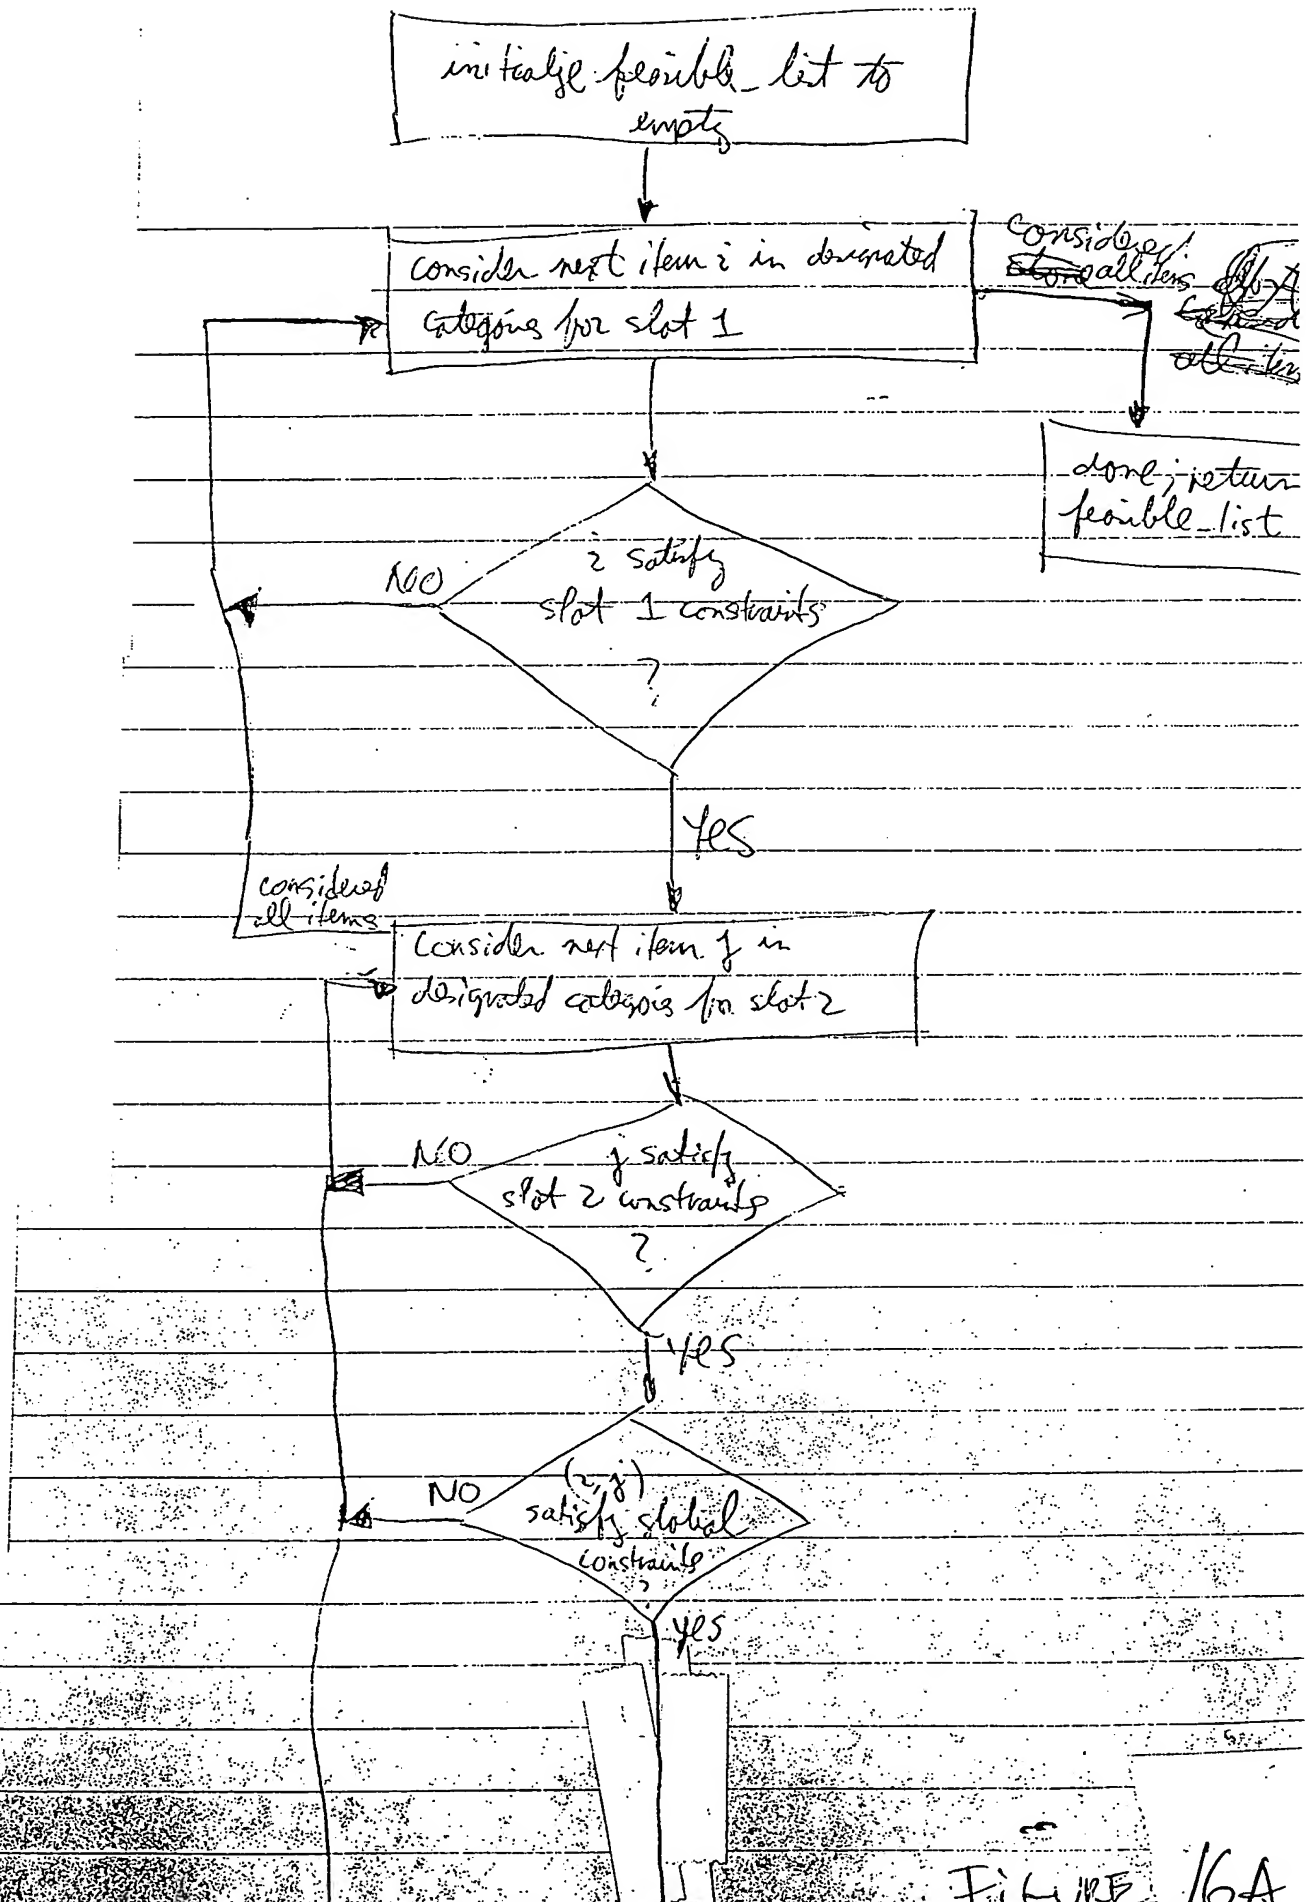 initialize feasible_list to
empty
consider next item i in designated
categories for slot 1
Considered
all items
done; return
feasible_list
i satisfy
slot 1 constraints
?
NO
YES
considered
all items
Consider next item j in
designated categories for slot 2
NO
j satisfy
slot 2 constraints
?
YES
NO
(i, j)
satisfy global
constraints
?
yes
FIGURE 16A